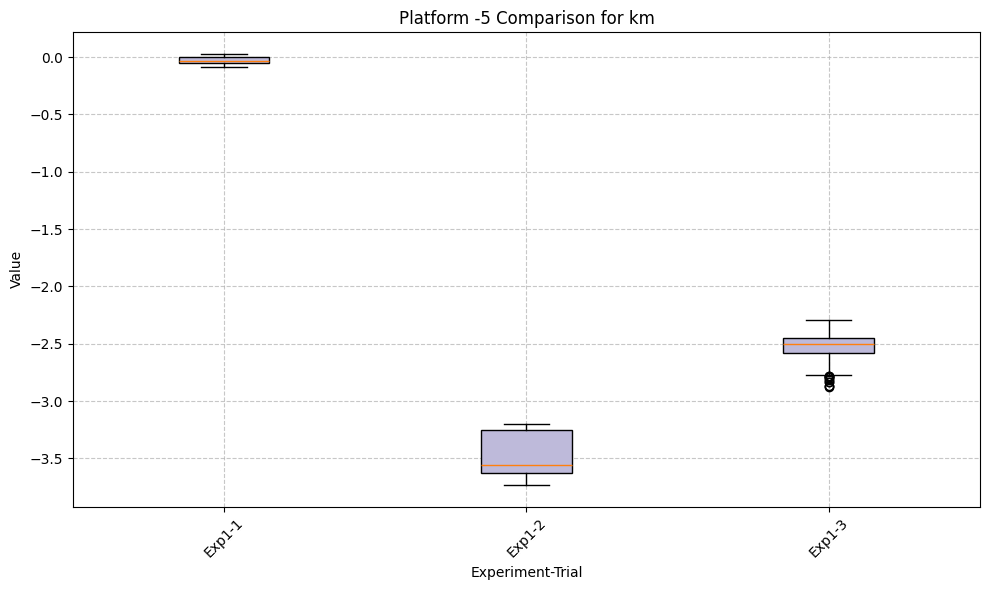 Platform -5 Comparison for km
Value
0.0
−0.5
−1.0
−1.5
−2.0
−2.5
−3.0
−3.5
Exp1-1
Exp1-2
Exp1-3
Experiment-Trial